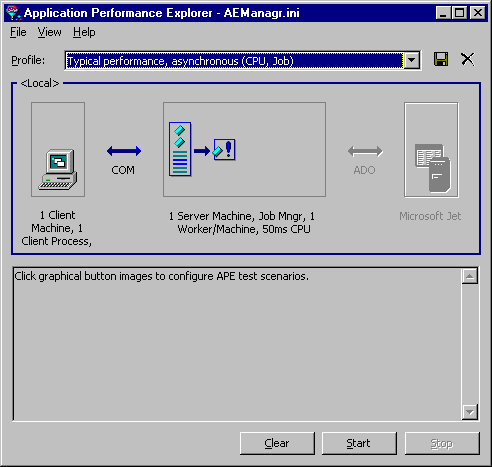 Application Performance Explorer - AEManagr.ini
File View Help
Profile: Typical performance, asynchronous (CPU, Job)
<Local>
COM
ADO
1 Client
Machine, 1
Client Process,
1 Server Machine, Job Mngr, 1
Worker/Machine, 50ms CPU
Microsoft Jet
Click graphical button images to configure APE test scenarios.
Clear Start Stop